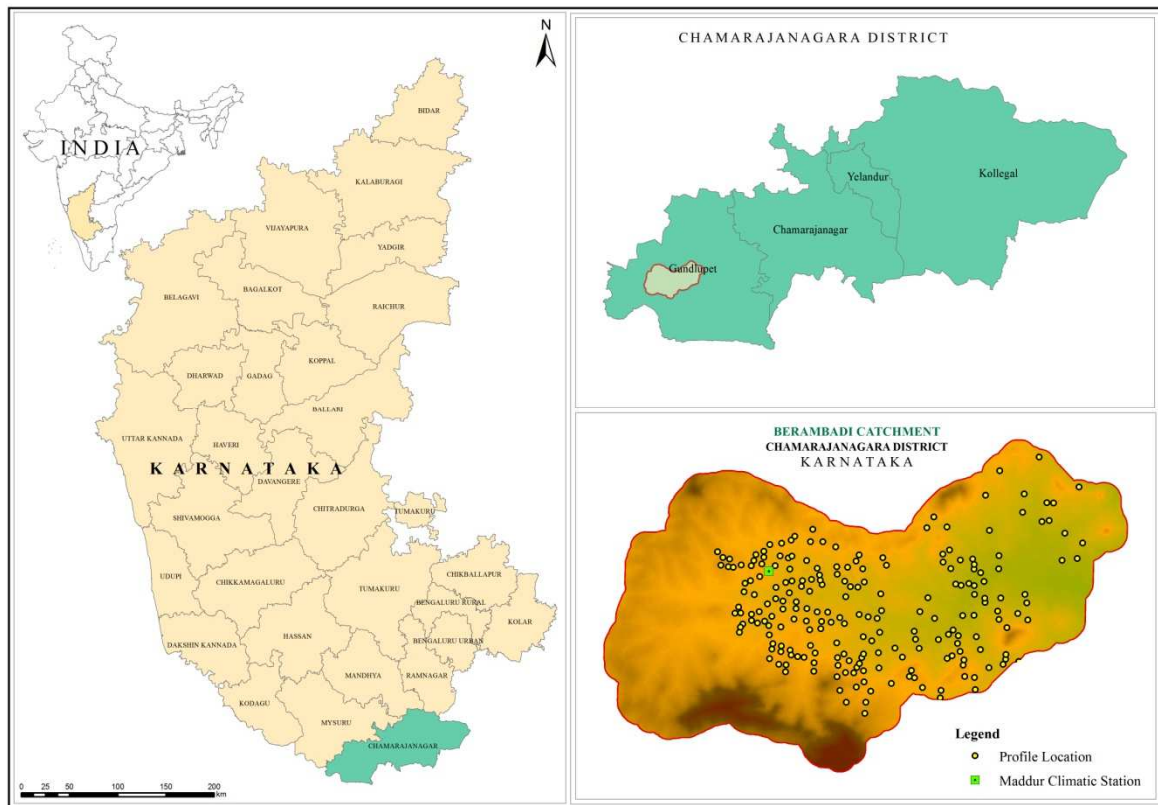 N
INDIA
BIDAR
KALABURAGI
VIJAYAPURA
YADGIR
BELAGAVI
BAGALKOT
RAICHUR
KOPPAL
DHARWAD
GADAG
BALLARI
UTTAR KANNADA
HAVERI
KARNATAKA
DAVANGERE
SHIVAMOGGA
CHITRADURGA
TUMAKURU
UDUPI
CHIKKAMAGALURU
TUMAKURU
CHIKBALLAPUR
BENGALURU RURAL
KOLAR
DAKSHIN KANNADA
HASSAN
BENGALURU URBAN
MANDHYA
RAMNAGAR
KODAGU
MYSURU
CHAMARAJANAGAR
0 25 50 100 150 200
km
CHAMARAJANAGARA DISTRICT
Yelandur
Kollegal
Chamarajanagar
Gundlupet
BERAMBADI CATCHMENT
CHAMARAJANAGARA DISTRICT
KARNATAKA
Legend
Profile Location
Maddur Climatic Station